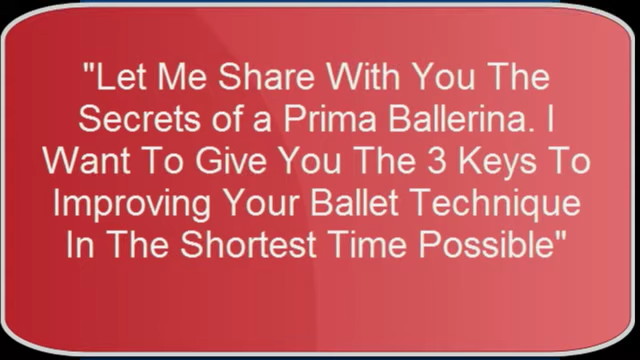 "Let Me Share With You The
Secrets of a Prima Ballerina. I
Want To Give You The 3 Keys To
Improving Your Ballet Technique
In The Shortest Time Possible"